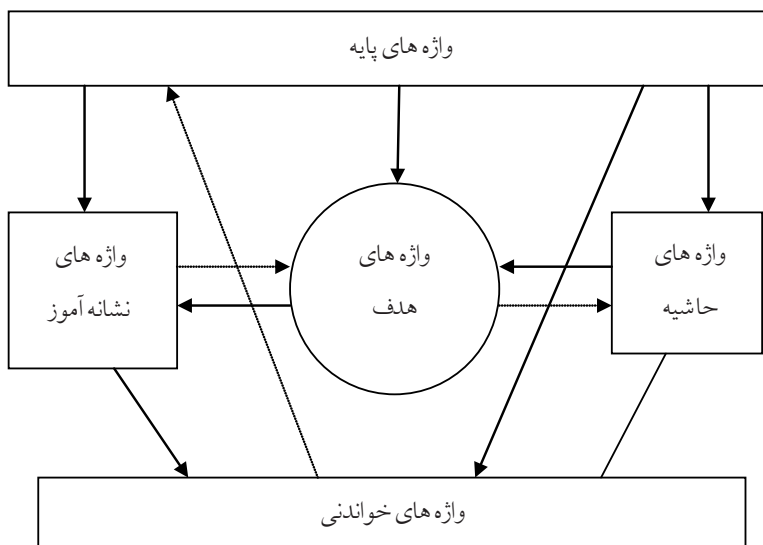 واژه های پایه
واژه های
حاشیه
واژه های
هدف
واژه های
نشانه آموز
واژه های خواندنی